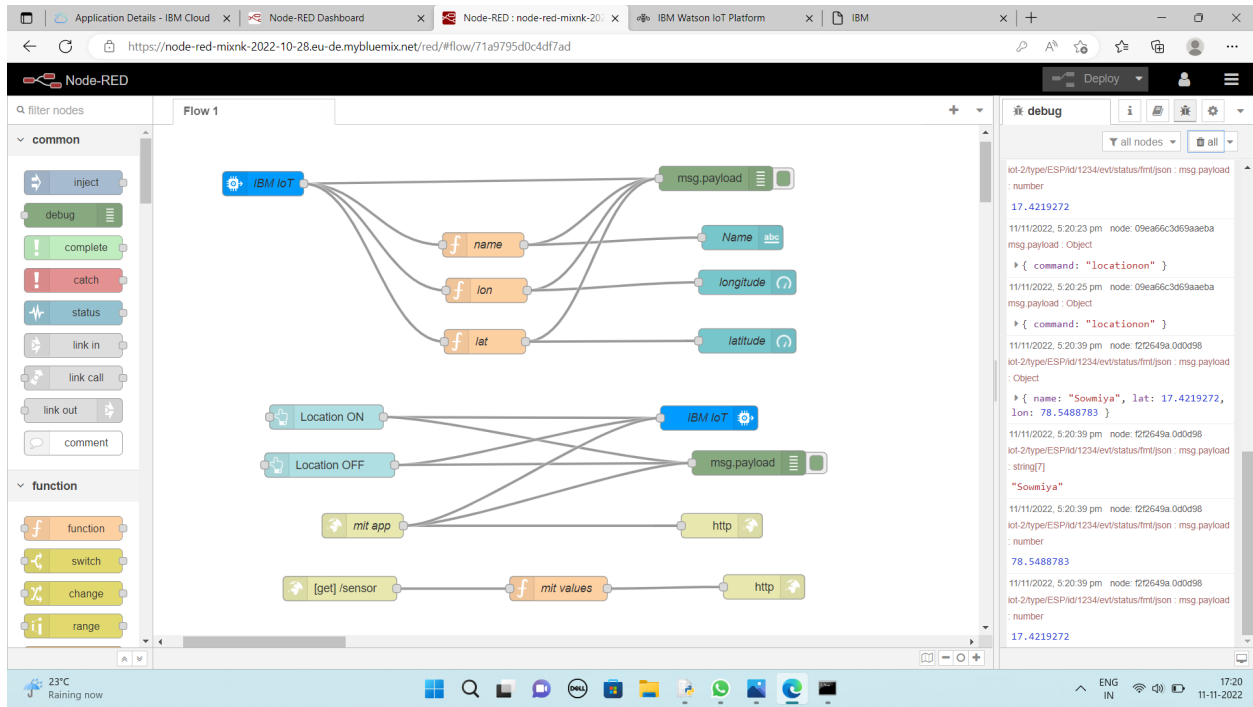 Application Details - IBM Cloud
Node-RED Dashboard
Node-RED : node-red-mixnk-202
IBM Watson IoT Platform
IBM
https://node-red-mixnk-2022-10-28.eu-de.mybluemix.net/red/#flow/71a9795d0c4df7ad
Node-RED
Deploy
filter nodes
Flow 1
debug
i
all nodes
all
common
inject
debug
complete
catch
status
link in
link call
link out
comment
function
function
switch
change
range
IBM IoT
msg.payload
name
Name abc
lon
longitude
lat
latitude
Location ON
IBM IoT
Location OFF
msg.payload
mit app
http
[get] /sensor
mit values
http
iot-2/type/ESP/id/1234/evt/status/fmt/json : msg.payload
: number
17.4219272
11/11/2022, 5:20:23 pm node: 09ea66c3d69aaeba
msg.payload : Object
{ command: "locationon" }
11/11/2022, 5:20:25 pm node: 09ea66c3d69aaeba
msg.payload : Object
{ command: "locationon" }
11/11/2022, 5:20:39 pm node: f2f2649a.0d0d98
iot-2/type/ESP/id/1234/evt/status/fmt/json : msg.payload
: Object
{ name: "Sowmiya", lat: 17.4219272,
lon: 78.5488783 }
11/11/2022, 5:20:39 pm node: f2f2649a.0d0d98
iot-2/type/ESP/id/1234/evt/status/fmt/json : msg.payload
: string[7]
"Sowmiya"
11/11/2022, 5:20:39 pm node: f2f2649a.0d0d98
iot-2/type/ESP/id/1234/evt/status/fmt/json : msg.payload
: number
78.5488783
11/11/2022, 5:20:39 pm node: f2f2649a.0d0d98
iot-2/type/ESP/id/1234/evt/status/fmt/json : msg.payload
: number
17.4219272
23°C
Raining now
DELL
ENG
IN
17:20
11-11-2022